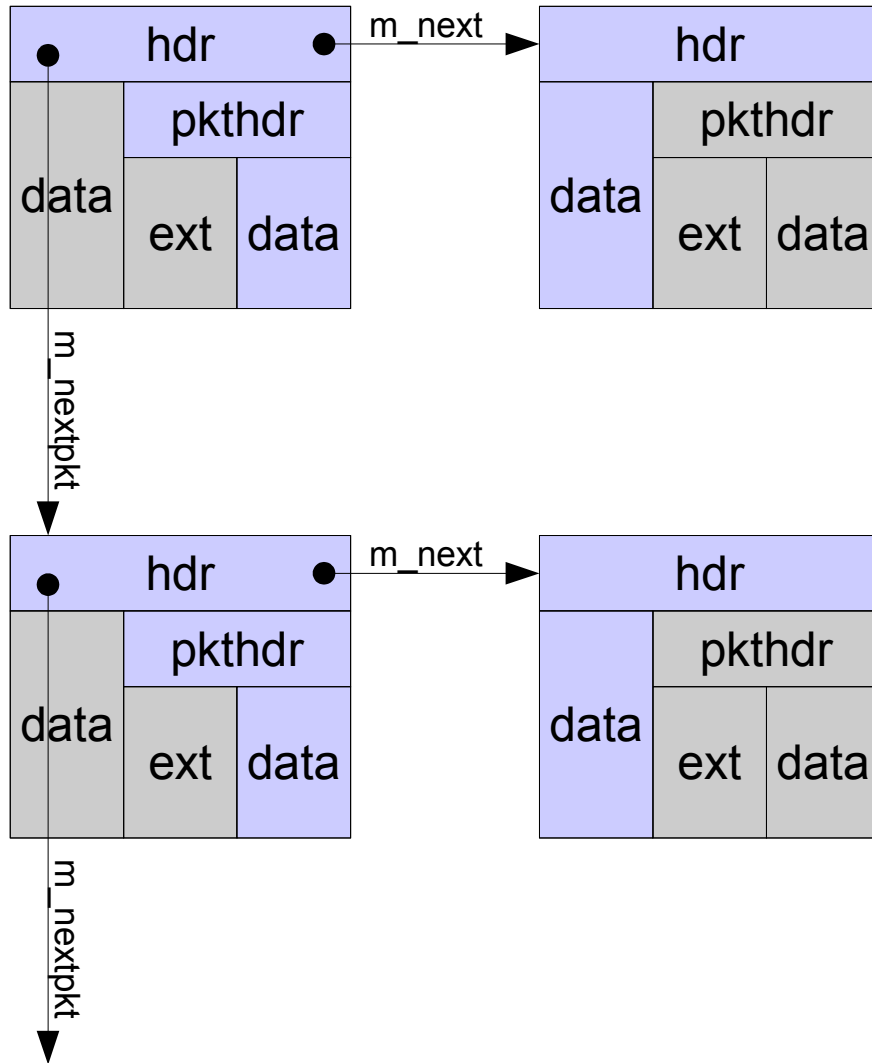 hdr
m_next
hdr
pkthdr
pkthdr
data
ext
data
data
ext
data
m_nextpkt
hdr
m_next
hdr
pkthdr
pkthdr
data
ext
data
data
ext
data
m_nextpkt